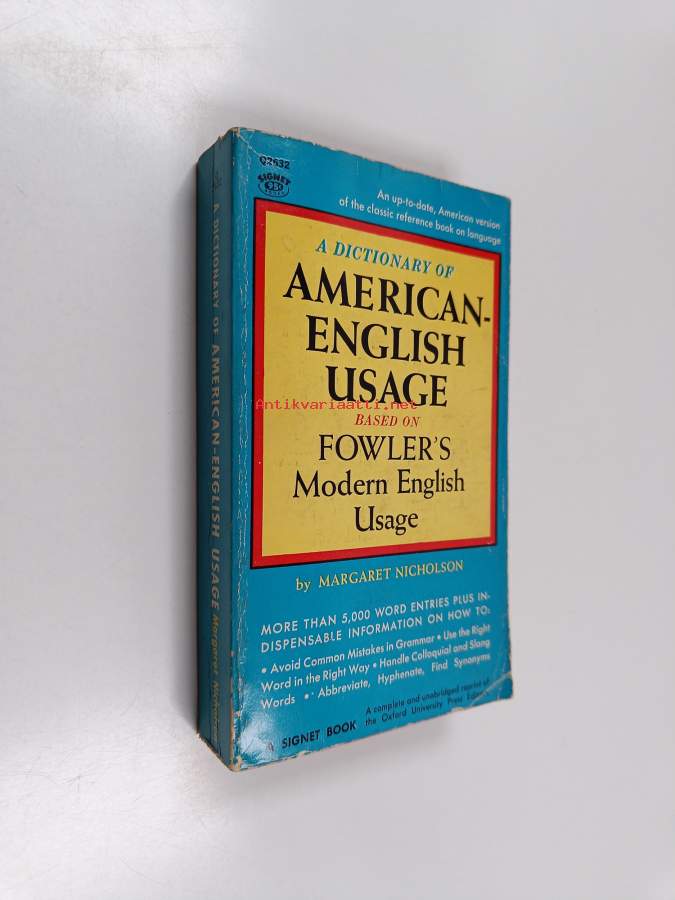 Q2632
SIGNET
BOOKS
An up-to-date, American version
of the classic reference book on language
A DICTIONARY OF
AMERICAN-
ENGLISH
USAGE
Antikvariaatti.net
BASED ON
FOWLER'S
Modern English
Usage
by MARGARET NICHOLSON
MORE THAN 5,000 WORD ENTRIES PLUS IN-
DISPENSABLE INFORMATION ON HOW TO:
• Avoid Common Mistakes in Grammar • Use the Right
Word in the Right Way • Handle Colloquial and Slang
Words • Abbreviate, Hyphenate, Find Synonyms
A SIGNET BOOK
A complete and unabridged reprint of
the Oxford University Press Edition
A DICTIONARY OF AMERICAN-ENGLISH USAGE Margaret Nicholson